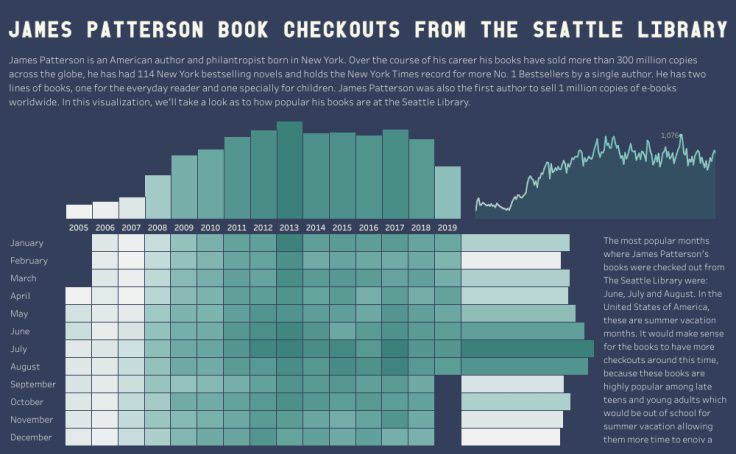 JAMES PATTERSON BOOK CHECKOUTS FROM THE SEATTLE LIBRARY
James Patterson is an American author and philantropist born in New York. Over the course of his career his books have sold more than 300 million copies
across the globe, he has had 114 New York bestselling novels and holds the New York Times record for more No. 1 Bestsellers by a single author. He has two
lines of books, one for the everyday reader and one specially for children. James Patterson was also the first author to sell 1 million copies of e-books
worldwide. In this visualization, we'll take a look as to how popular his books are at the Seattle Library.
1,076
2005 2006 2007 2008 2009 2010 2011 2012 2013 2014 2015 2016 2017 2018 2019
January
February
March
April
May
June
July
August
September
October
November
December
The most popular months
where James Patterson's
books were checked out from
The Seattle Library were:
June, July and August. In the
United States of America,
these are summer vacation
months. It would make sense
for the books to have more
checkouts around this time,
because these books are
highly popular among late
teens and young adults which
would be out of school for
summer vacation allowing
them more time to enjoy a